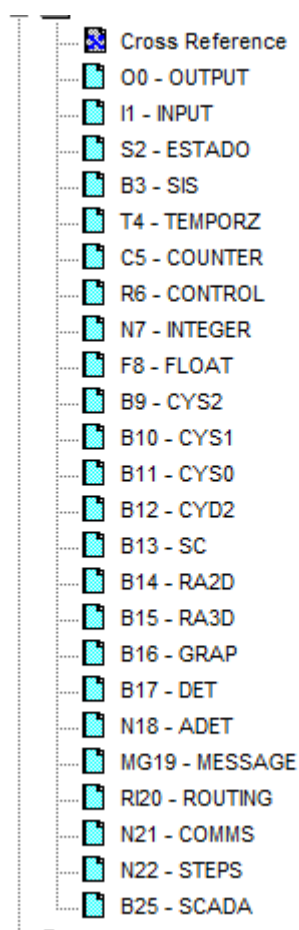 Cross Reference
O0 - OUTPUT
I1 - INPUT
S2 - ESTADO
B3 - SIS
T4 - TEMPORZ
C5 - COUNTER
R6 - CONTROL
N7 - INTEGER
F8 - FLOAT
B9 - CYS2
B10 - CYS1
B11 - CYS0
B12 - CYD2
B13 - SC
B14 - RA2D
B15 - RA3D
B16 - GRAP
B17 - DET
N18 - ADET
MG19 - MESSAGE
RI20 - ROUTING
N21 - COMMS
N22 - STEPS
B25 - SCADA